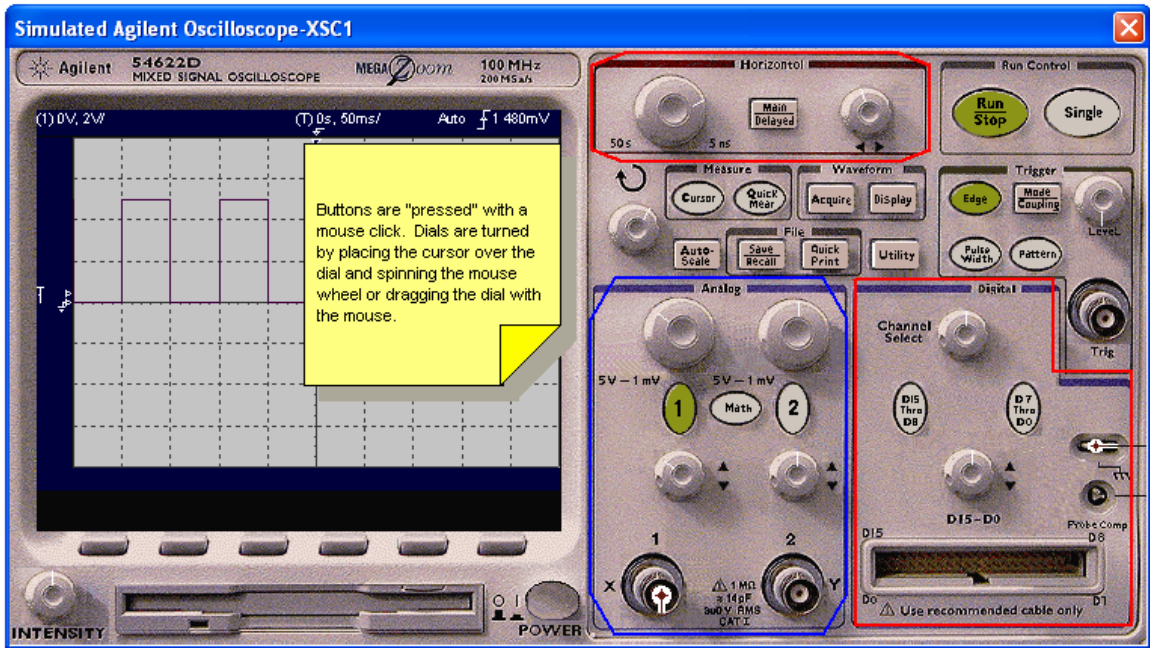 Simulated Agilent Oscilloscope-XSC1
Agilent 54622D
MIXED SIGNAL OSCILLOSCOPE
MEGA Zoom
100 MHz
200 MSa/s
(1) 0V, 2V/ (T) 0s, 50ms/ Auto 1 480mV
Buttons are "pressed" with a
mouse click. Dials are turned
by placing the cursor over the
dial and spinning the mouse
wheel or dragging the dial with
the mouse.
INTENSITY
POWER
Horizontal
Main
Delayed
50 s
5 ns
Run Control
Run
Stop
Single
Measure
Cursor
Quick
Mear
Waveform
Acquire
Display
Trigger
Edge
Mode
Coupling
Level
Pulse
Width
Pattern
Trig
Auto-
Scale
File
Save
Recall
Quick
Print
Utility
Analog
5V – 1 mV
5V – 1 mV
1
Math
2
1
2
X
Y
1 MΩ
≈ 14pF
300 V RMS
CAT I
Digital
Channel
Select
D15
Thro
D8
D7
Thro
D0
D15–D0
Probe Comp
D15
D8
D0
D7
Use recommended cable only